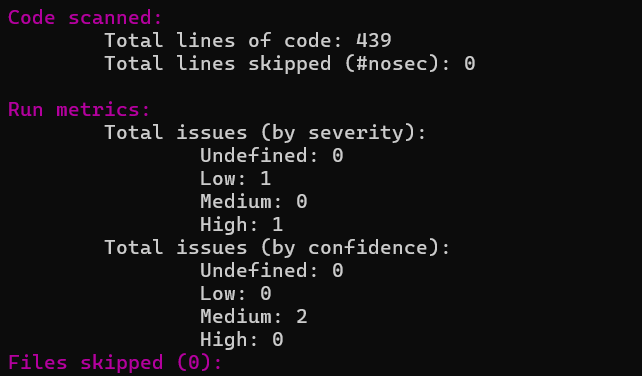 Code scanned:
Total lines of code: 439
Total lines skipped (#nosec): 0
Run metrics:
Total issues (by severity):
Undefined: 0
Low: 1
Medium: 0
High: 1
Total issues (by confidence):
Undefined: 0
Low: 0
Medium: 2
High: 0
Files skipped (0):